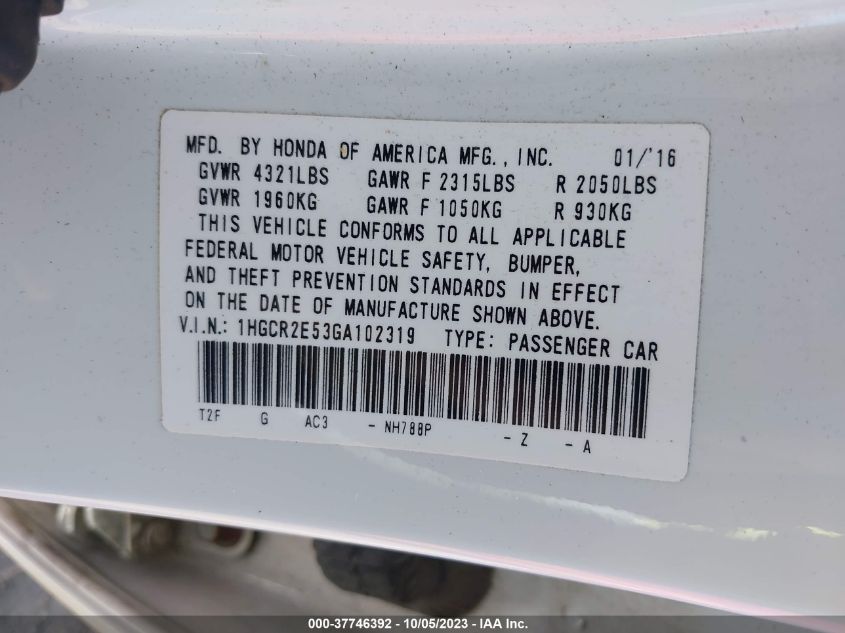 MFD. BY HONDA OF AMERICA MFG., INC. 01/'16
GVWR 4321LBS GAWR F 2315LBS R 2050LBS
GVWR 1960KG GAWR F 1050KG R 930KG
THIS VEHICLE CONFORMS TO ALL APPLICABLE
FEDERAL MOTOR VEHICLE SAFETY, BUMPER,
AND THEFT PREVENTION STANDARDS IN EFFECT
ON THE DATE OF MANUFACTURE SHOWN ABOVE.
V.I.N.: 1HGCR2E53GA102319 TYPE: PASSENGER CAR
T2F G AC3 - NH788P - Z - A
000-37746392 - 10/05/2023 - IAA Inc.